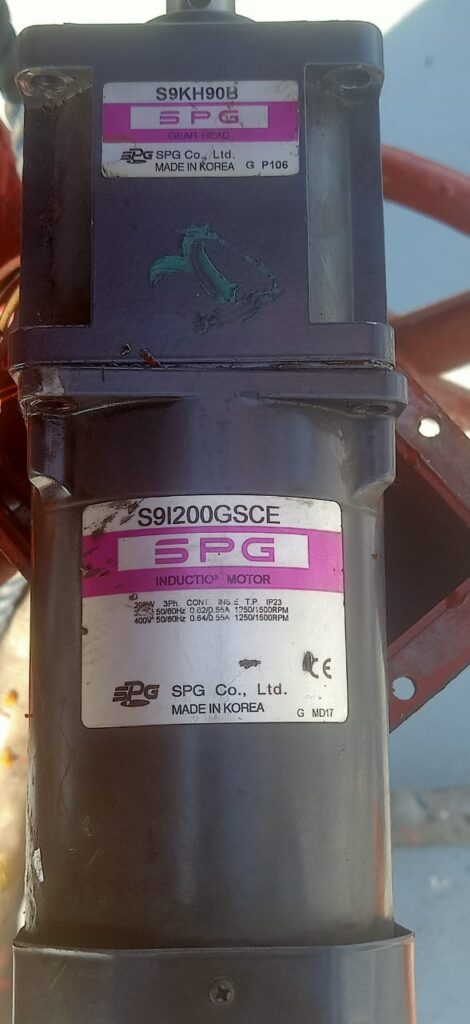 S9KH90B
SPG
GEAR HEAD
SPG SPG Co., Ltd.
MADE IN KOREA G P106
S9I200GSCE
SPG
INDUCTION MOTOR
3Ph. CONT. INS.E T.P. IP23
50/60Hz 0.62/0.55A 1250/1500RPM
400V 50/60Hz 0.64/0.55A 1250/1500RPM
CE
SPG SPG Co., Ltd.
MADE IN KOREA
G MD17